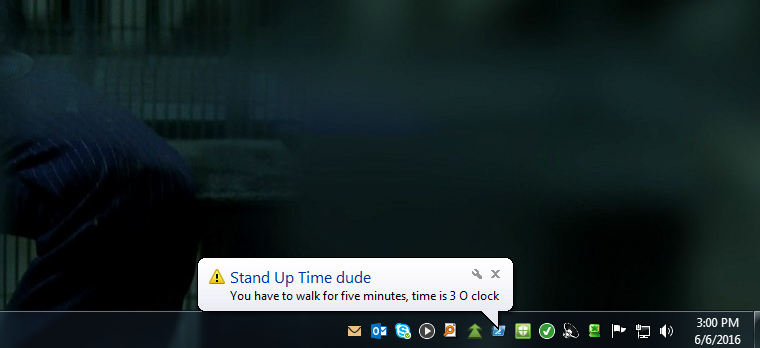 Stand Up Time dude
You have to walk for five minutes, time is 3 O clock
3:00 PM
6/6/2016